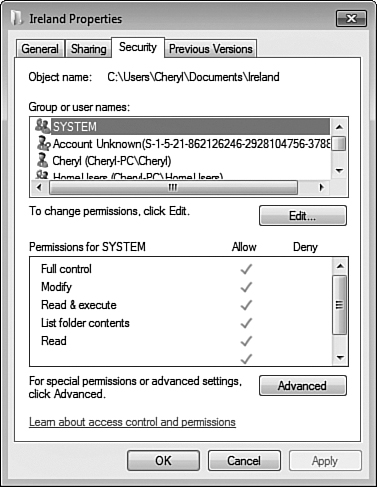 Ireland Properties
General Sharing Security Previous Versions
Object name: C:\Users\Cheryl\Documents\Ireland
Group or user names:
SYSTEM
Account Unknown(S-1-5-21-862126246-2928104756-3788
Cheryl (Cheryl-PC\Cheryl)
HomeUsers (Cheryl-PC\HomeUsers)
To change permissions, click Edit.
Edit...
Permissions for SYSTEM Allow Deny
Full control
Modify
Read & execute
List folder contents
Read
For special permissions or advanced settings,
click Advanced.
Advanced
Learn about access control and permissions
OK Cancel Apply